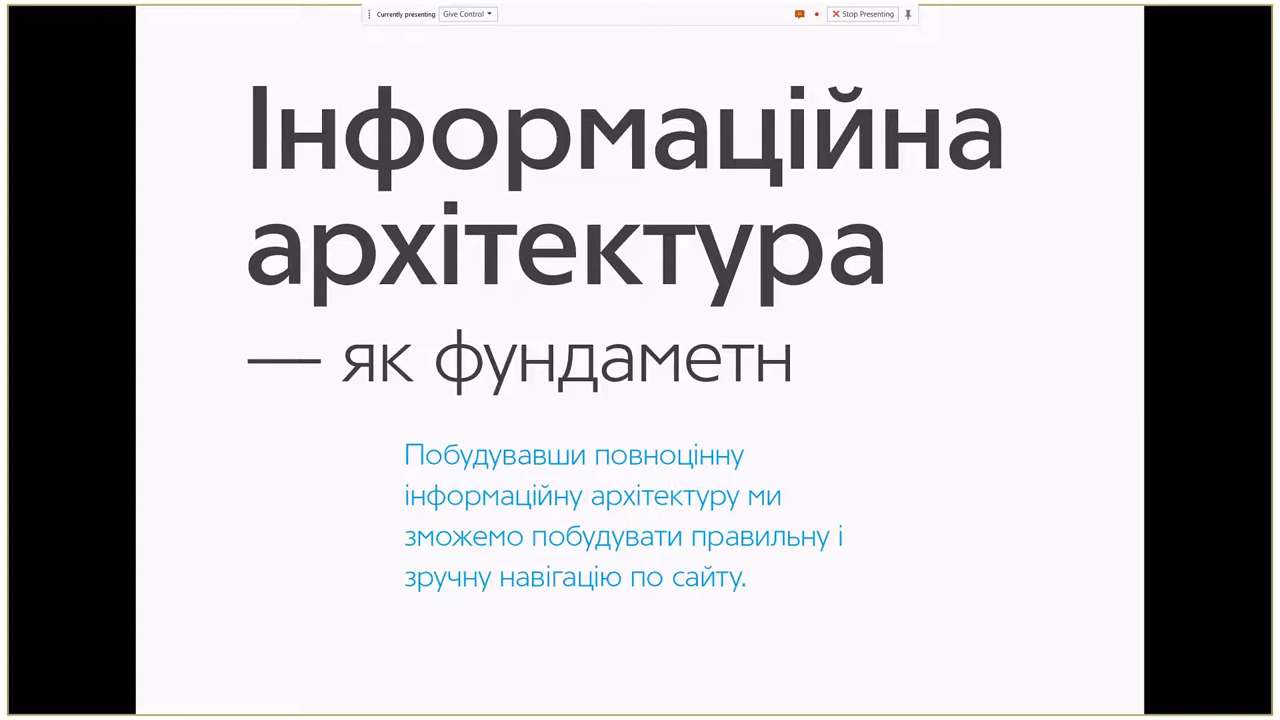 Currently presenting Give Control Stop Presenting
Інформаційна
архітектура
— як фундаметн
Побудувавши повноцінну
інформаційну архітектуру ми
зможемо побудувати правильну і
зручну навігацію по сайту.